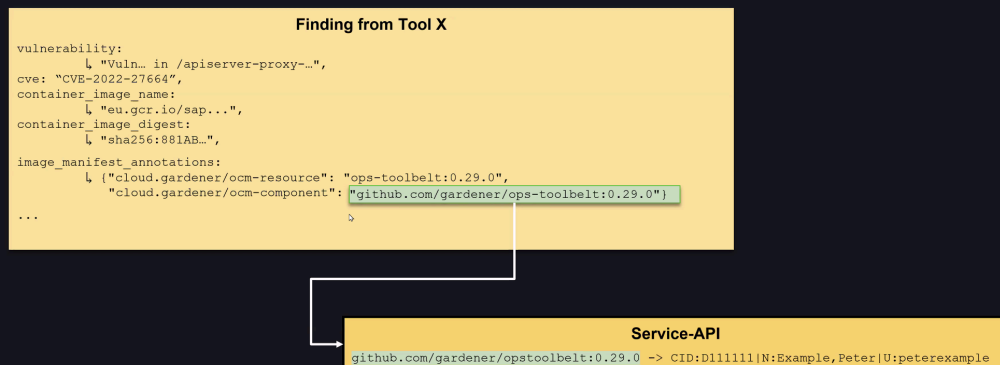 Finding from Tool X
vulnerability:
↳ "Vuln… in /apiserver-proxy-…",
cve: “CVE-2022-27664”,
container_image_name:
↳ "eu.gcr.io/sap...",
container_image_digest:
↳ "sha256:881AB…",
image_manifest_annotations:
↳ {"cloud.gardener/ocm-resource": "ops-toolbelt:0.29.0",
"cloud.gardener/ocm-component": "github.com/gardener/ops-toolbelt:0.29.0"}
...
Service-API
github.com/gardener/opstoolbelt:0.29.0 -> CID:D111111|N:Example,Peter|U:peterexample